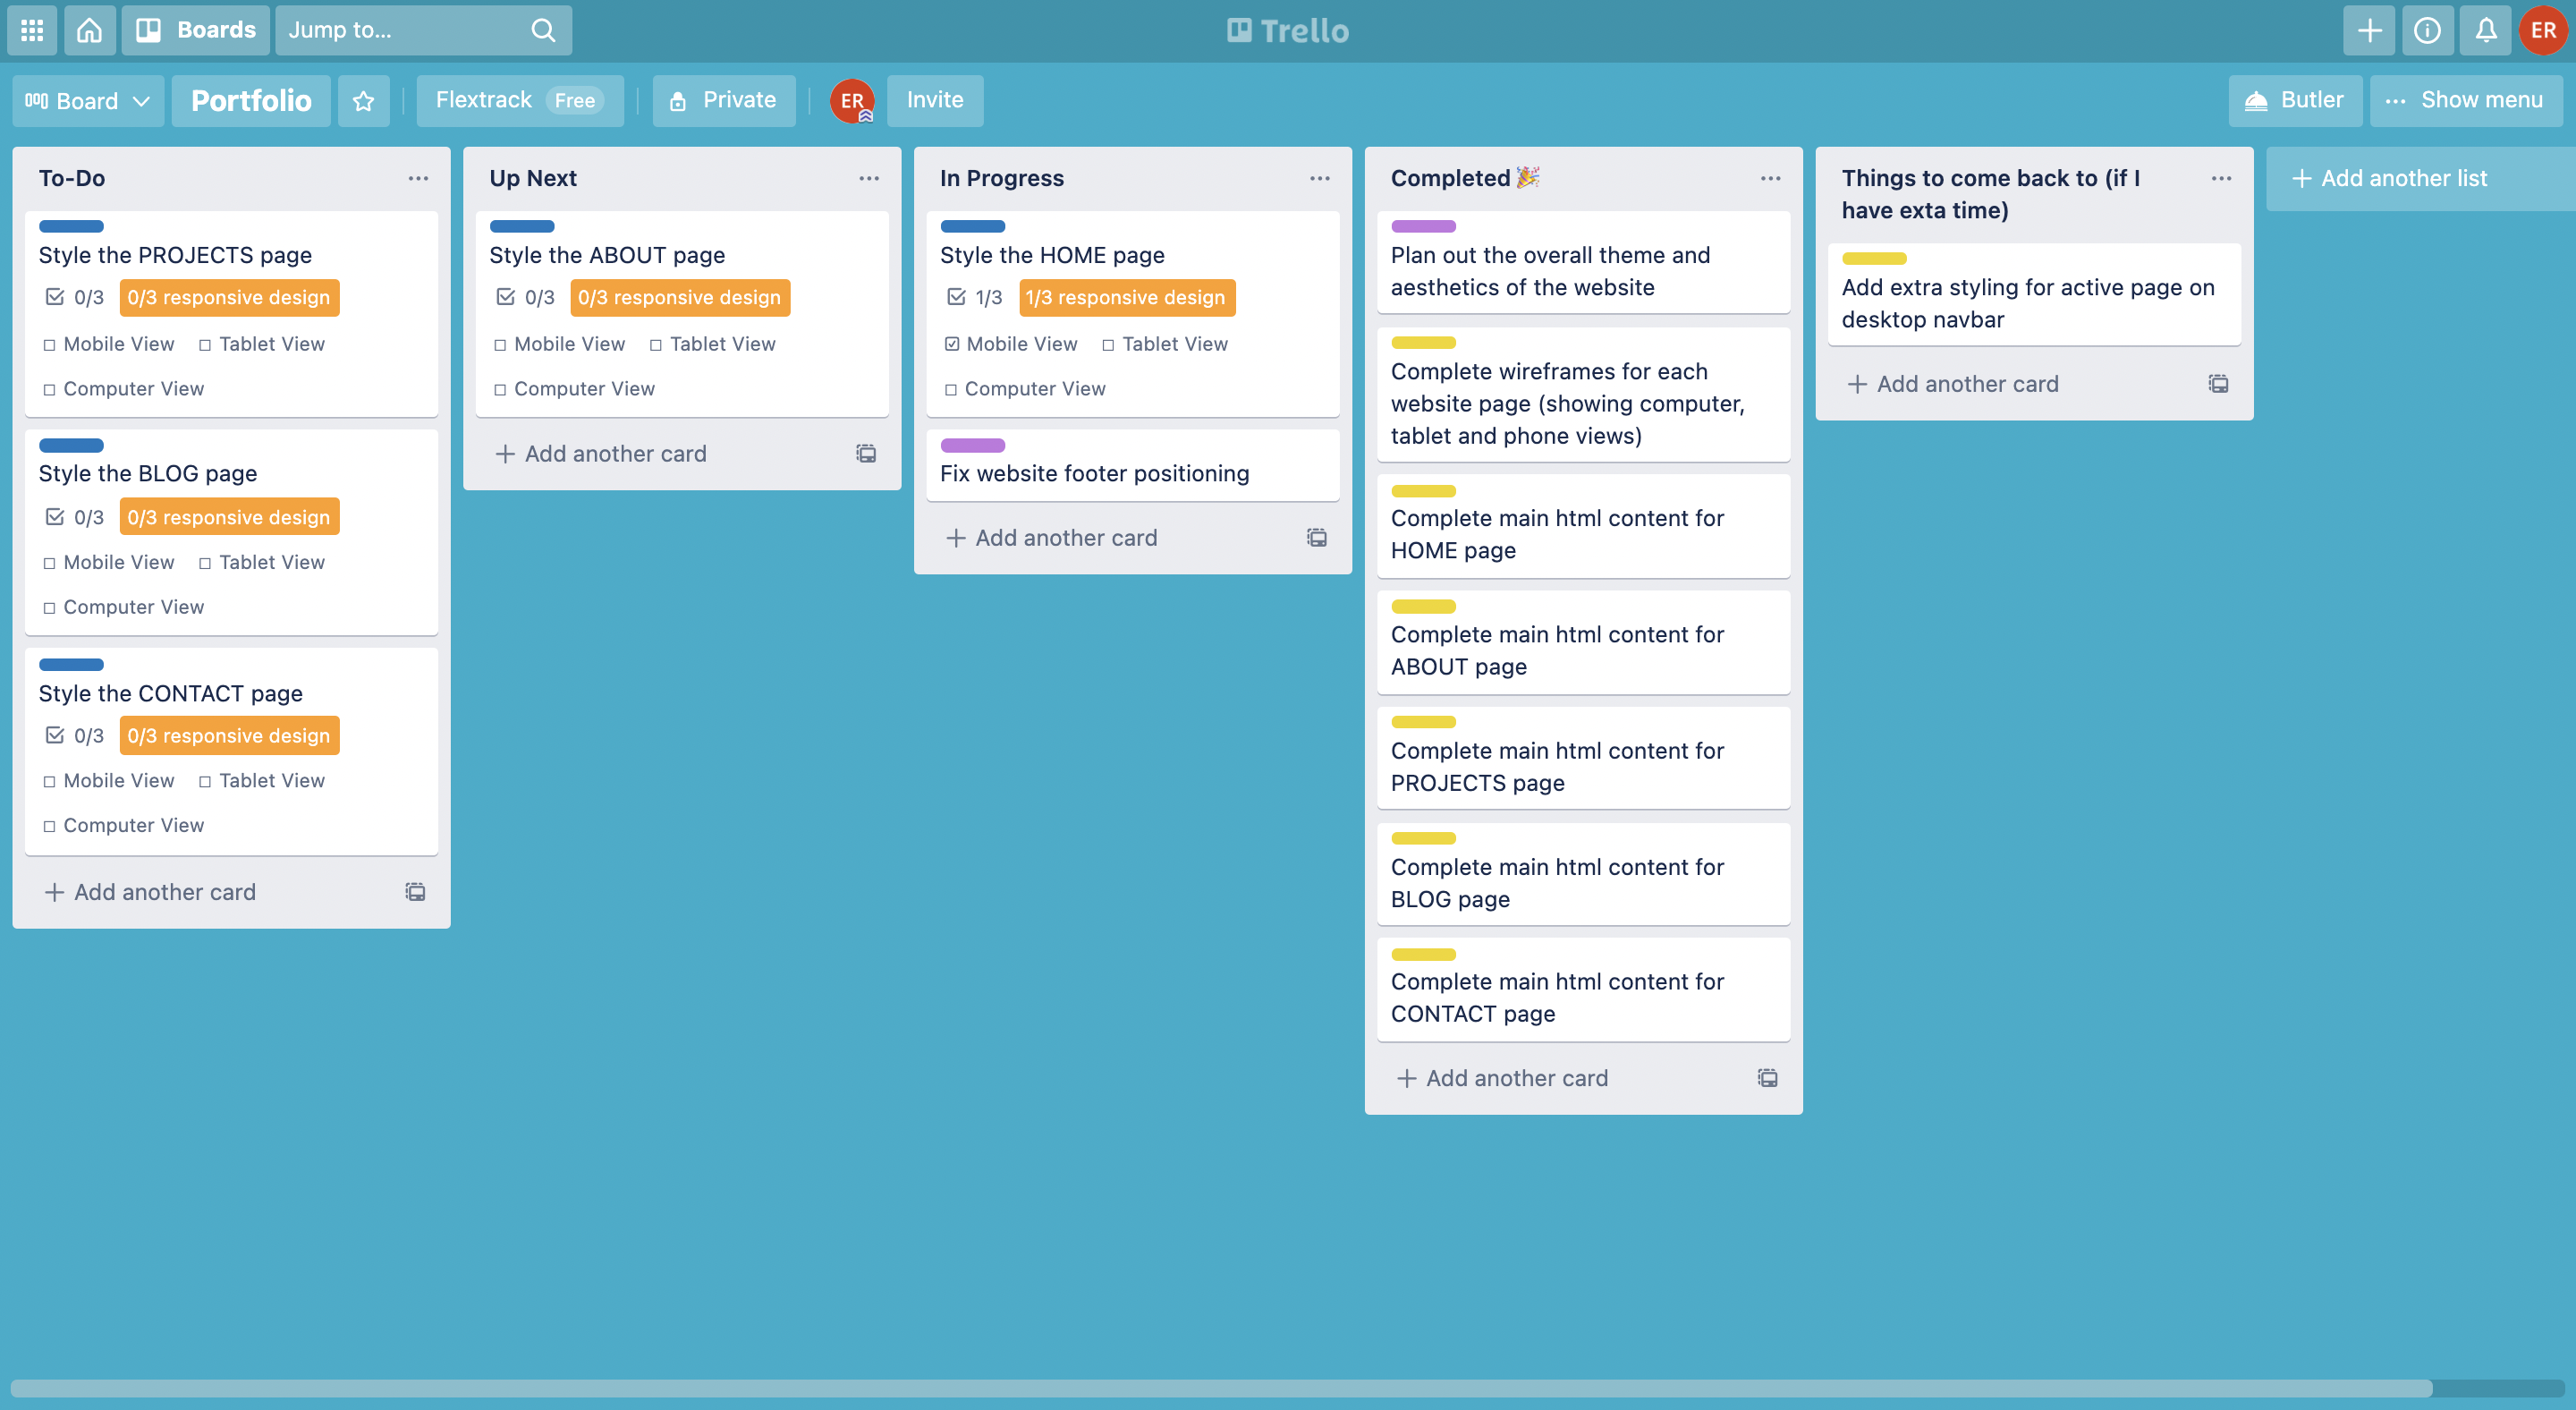 Boards
Jump to...
Trello
ER
Board
Portfolio
Flextrack Free
Private
ER
Invite
Butler
... Show menu
To-Do
Style the PROJECTS page
0/3 0/3 responsive design
Mobile View Tablet View
Computer View
Style the BLOG page
0/3 0/3 responsive design
Mobile View Tablet View
Computer View
Style the CONTACT page
0/3 0/3 responsive design
Mobile View Tablet View
Computer View
+ Add another card
Up Next
Style the ABOUT page
0/3 0/3 responsive design
Mobile View Tablet View
Computer View
+ Add another card
In Progress
Style the HOME page
1/3 1/3 responsive design
Mobile View Tablet View
Computer View
Fix website footer positioning
+ Add another card
Completed 🎉
Plan out the overall theme and
aesthetics of the website
Complete wireframes for each
website page (showing computer,
tablet and phone views)
Complete main html content for
HOME page
Complete main html content for
ABOUT page
Complete main html content for
PROJECTS page
Complete main html content for
BLOG page
Complete main html content for
CONTACT page
+ Add another card
Things to come back to (if I
have exta time)
Add extra styling for active page on
desktop navbar
+ Add another card
+ Add another list